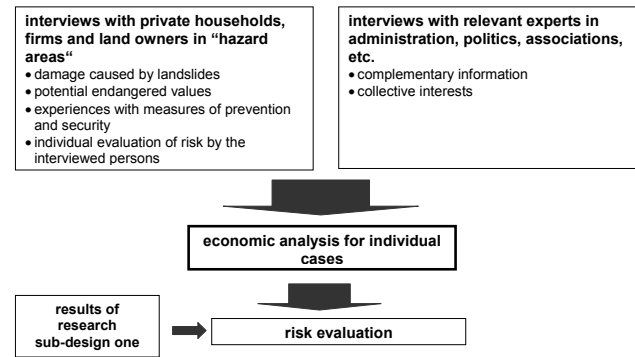 interviews with private households,
firms and land owners in “hazard
areas“
• damage caused by landslides
• potential endangered values
• experiences with measures of prevention
and security
• individual evaluation of risk by the
interviewed persons
interviews with relevant experts in
administration, politics, associations,
etc.
• complementary information
• collective interests
economic analysis for individual
cases
results of
research
sub-design one
risk evaluation